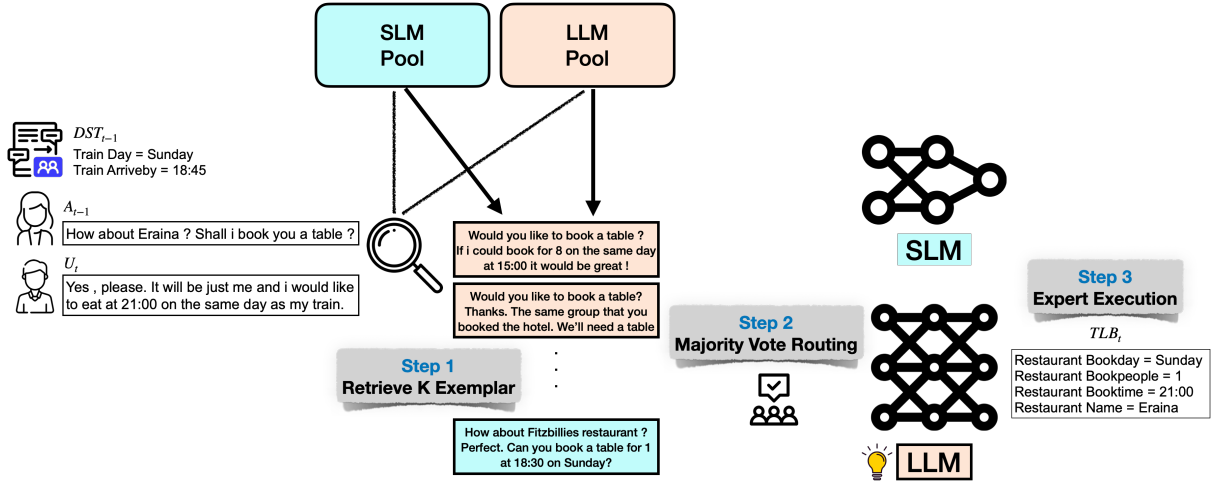 SLM
Pool
LLM
Pool
DSTt−1
Train Day = Sunday
Train Arriveby = 18:45
At−1
How about Eraina ? Shall i book you a table ?
Ut
Yes , please. It will be just me and i would like
to eat at 21:00 on the same day as my train.
Would you like to book a table ?
If i could book for 8 on the same day
at 15:00 it would be great !
Would you like to book a table?
Thanks. The same group that you
booked the hotel. We'll need a table
Step 1
Retrieve K Exemplar
How about Fitzbillies restaurant ?
Perfect. Can you book a table for 1
at 18:30 on Sunday?
Step 2
Majority Vote Routing
SLM
LLM
Step 3
Expert Execution
TLBt
Restaurant Bookday = Sunday
Restaurant Bookpeople = 1
Restaurant Booktime = 21:00
Restaurant Name = Eraina